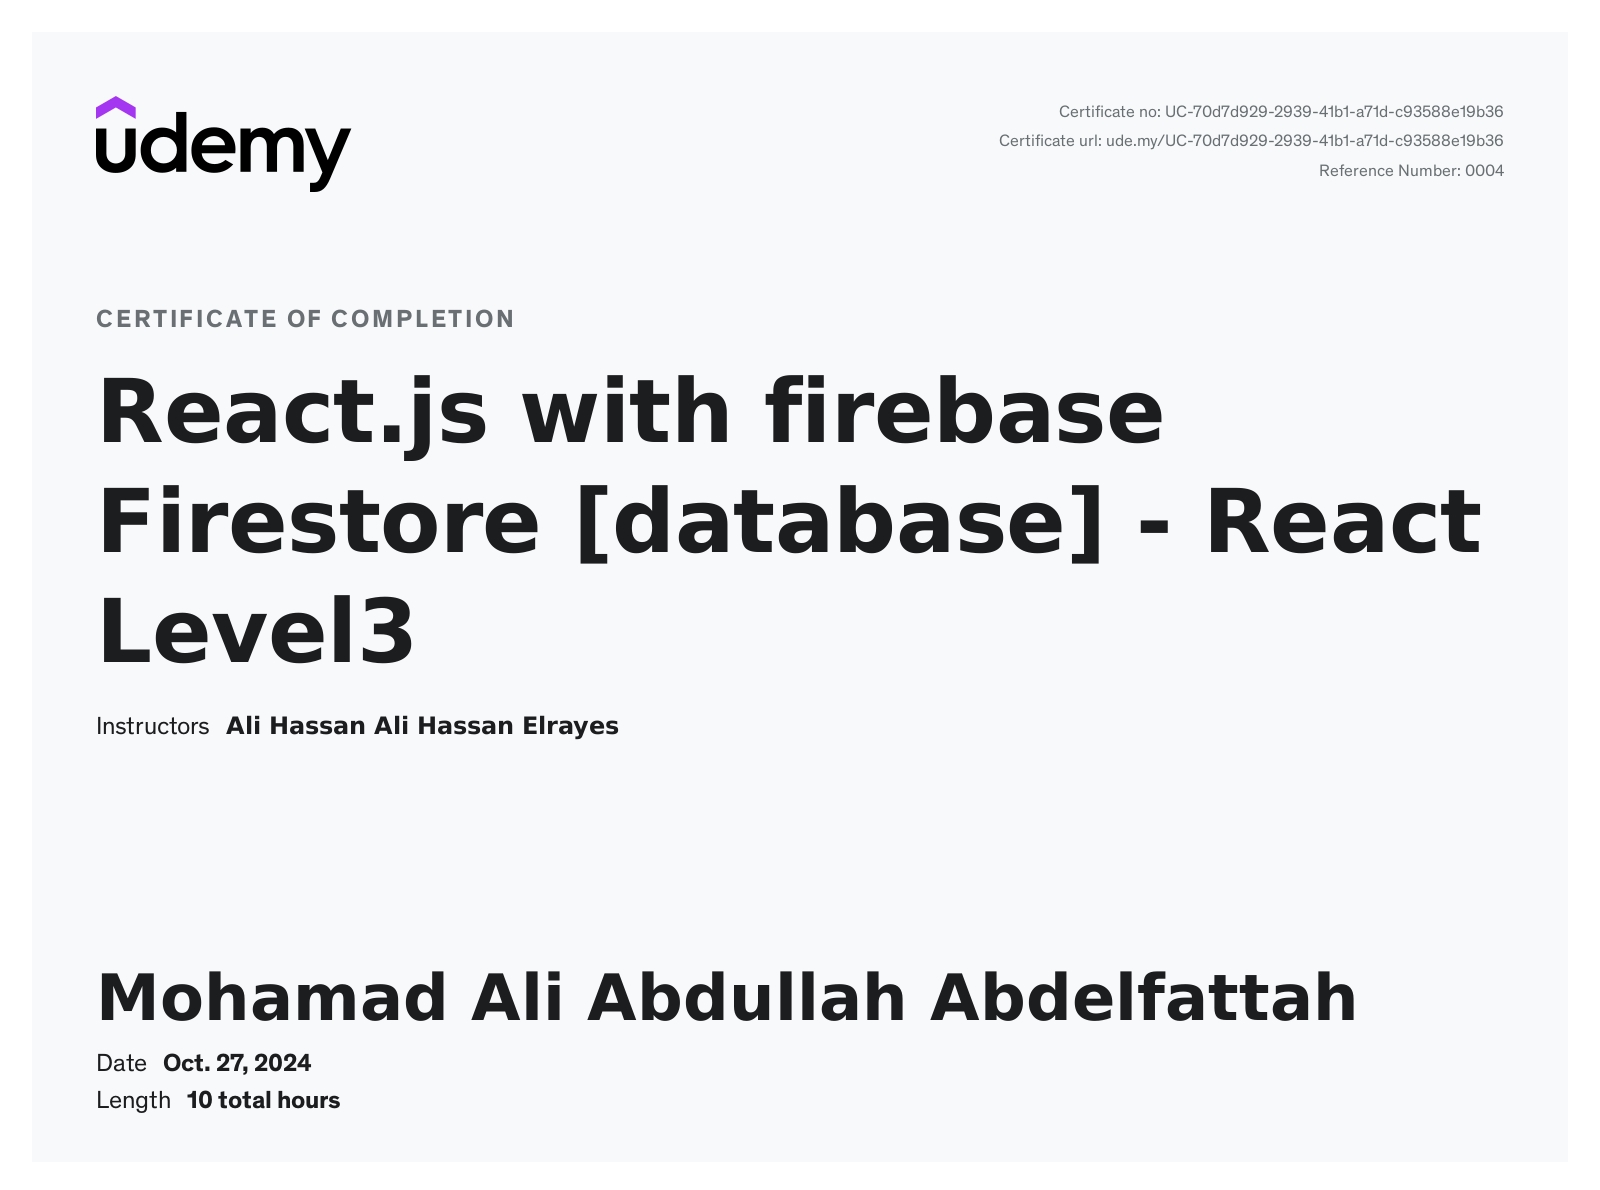 udemy
Certificate no: UC-70d7d929-2939-41b1-a71d-c93588e19b36
Certificate url: ude.my/UC-70d7d929-2939-41b1-a71d-c93588e19b36
Reference Number: 0004
CERTIFICATE OF COMPLETION
React.js with firebase
Firestore [database] - React
Level3
Instructors Ali Hassan Ali Hassan Elrayes
Mohamad Ali Abdullah Abdelfattah
Date Oct. 27, 2024
Length 10 total hours